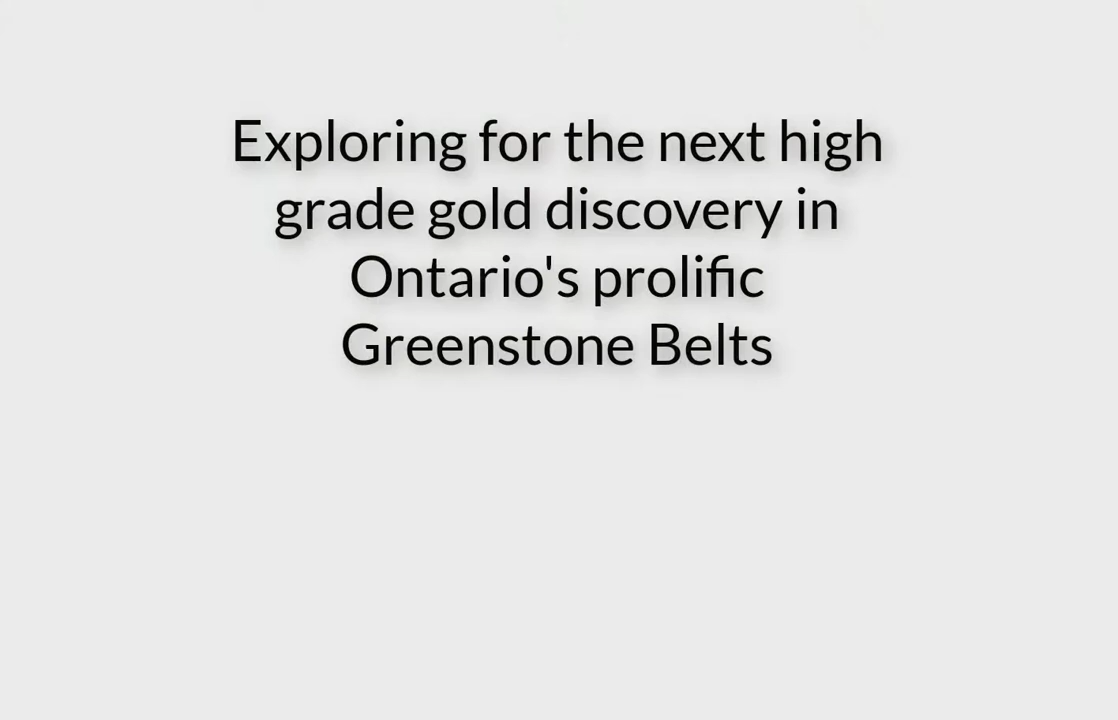 Exploring for the next high
grade gold discovery in
Ontario's prolific
Greenstone Belts